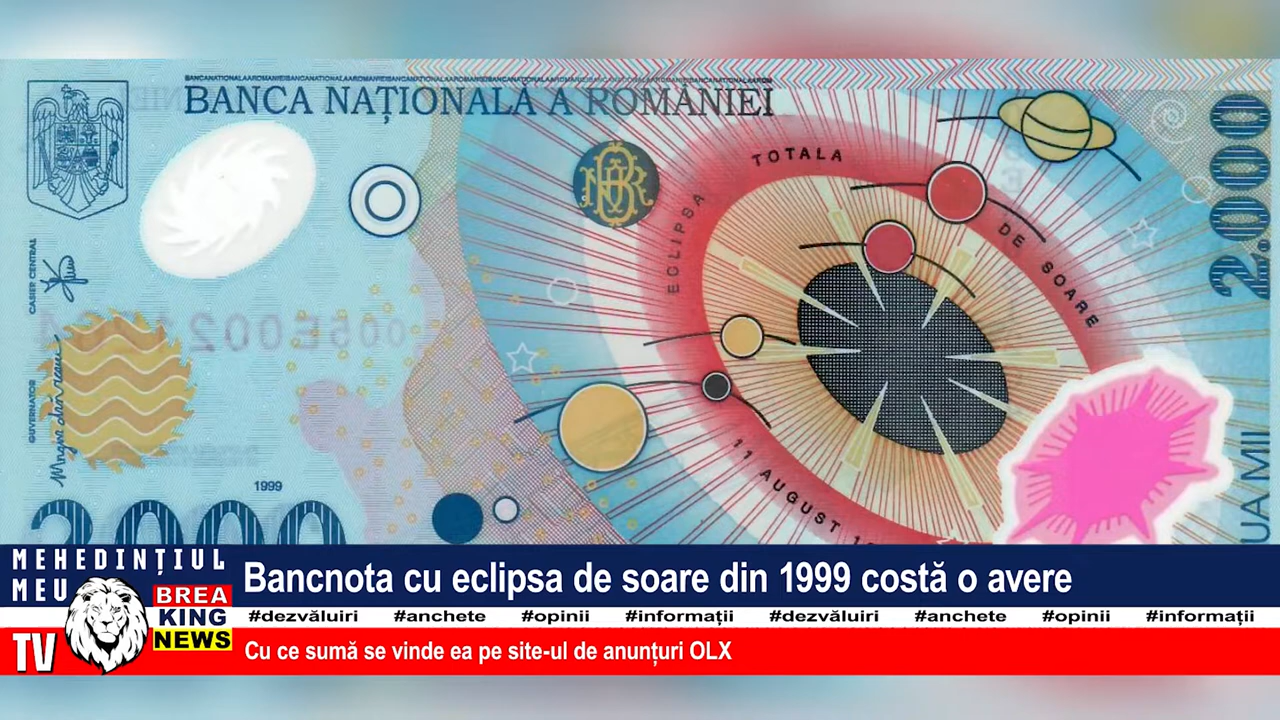 BANCA NAȚIONALĂ A ROMÂNIEI
TOTALA
ECLIPSA
DE SOARE
11 AUGUST
CASIER CENTRAL
GUVERNATOR
1999
2000
2.000
MEHEDINȚIUL
MEU
TV
BREA
KING
NEWS
Bancnota cu eclipsa de soare din 1999 costă o avere
#dezvăluiri #anchete #opinii #informații #dezvăluiri #anchete #opinii #informații
Cu ce sumă se vinde ea pe site-ul de anunțuri OLX